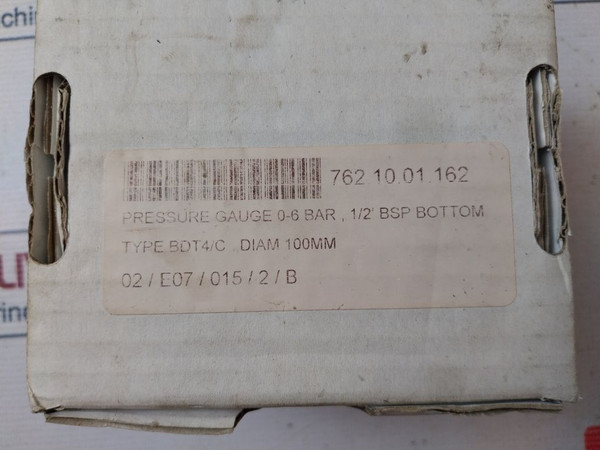 762 10.01.162
PRESSURE GAUGE 0-6 BAR , 1/2' BSP BOTTOM
TYPE BDT4/C . DIAM 100MM
02 / E07 / 015 / 2 / B